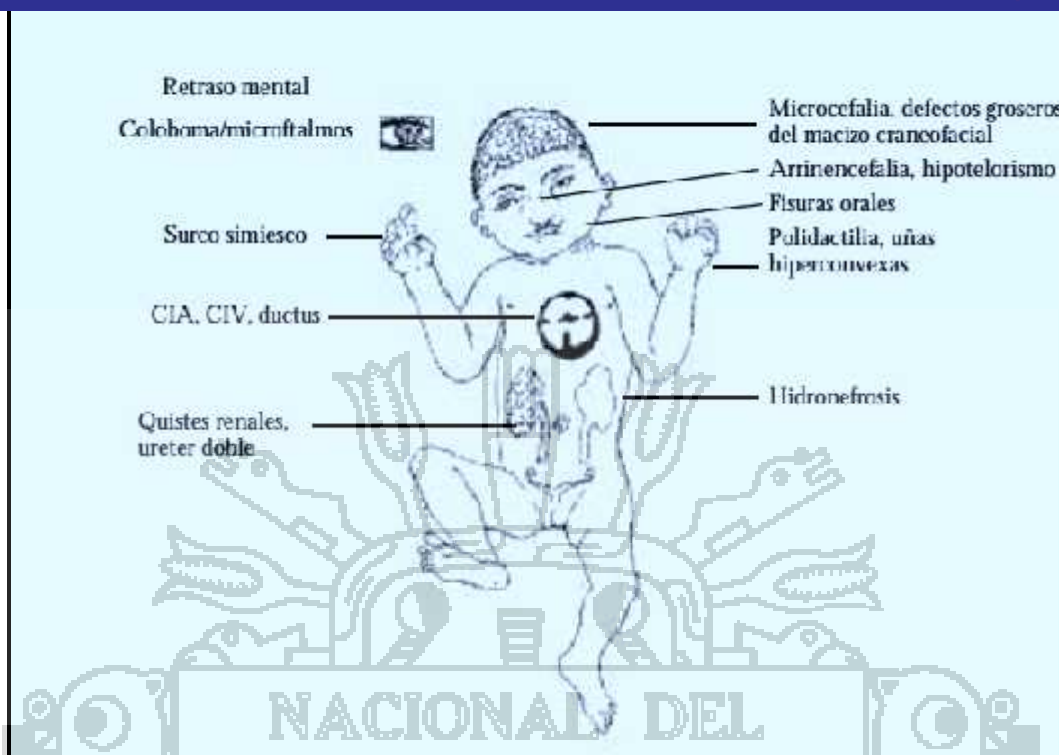 Retraso mental
Coloboma/microftalmos
Surco simiesco
CIA, CIV, ductus
Quistes renales,
ureter doble
Microcefalia, defectos groseros
del macizo craneofacial
Arrinencefalia, hipotelorismo
Fisuras orales
Polidactilia, uñas
hiperconvexas
Hidronefrosis
NACIONAL DEL